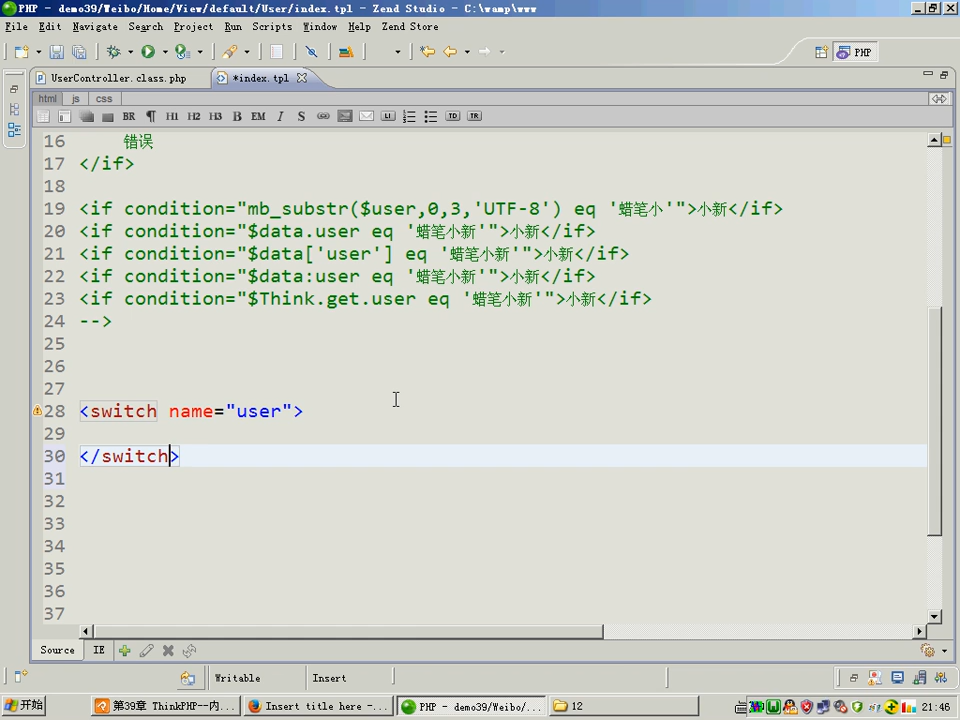 PHP - demo39/Weibo/Home/View/default/User/index.tpl - Zend Studio - C:\wamp\www
File Edit Navigate Search Project Run Scripts Window Help Zend Store
PHP
UserController.class.php *index.tpl
html js css
BR ¶ H1 H2 H3 B EM I S LI TD TR
16 错误
17 </if>
18
19 <if condition="mb_substr($user,0,3,'UTF-8') eq '蜡笔小'">小新</if>
20 <if condition="$data.user eq '蜡笔小新'">小新</if>
21 <if condition="$data['user'] eq '蜡笔小新'">小新</if>
22 <if condition="$data:user eq '蜡笔小新'">小新</if>
23 <if condition="$Think.get.user eq '蜡笔小新'">小新</if>
24 -->
25
26
27
28 <switch name="user">
29
30 </switch>
31
32
33
34
35
36
37
Source IE
Writable Insert
开始 第39章 ThinkPHP--内... Insert title here -... PHP - demo39/Weibo/... 12 21:46